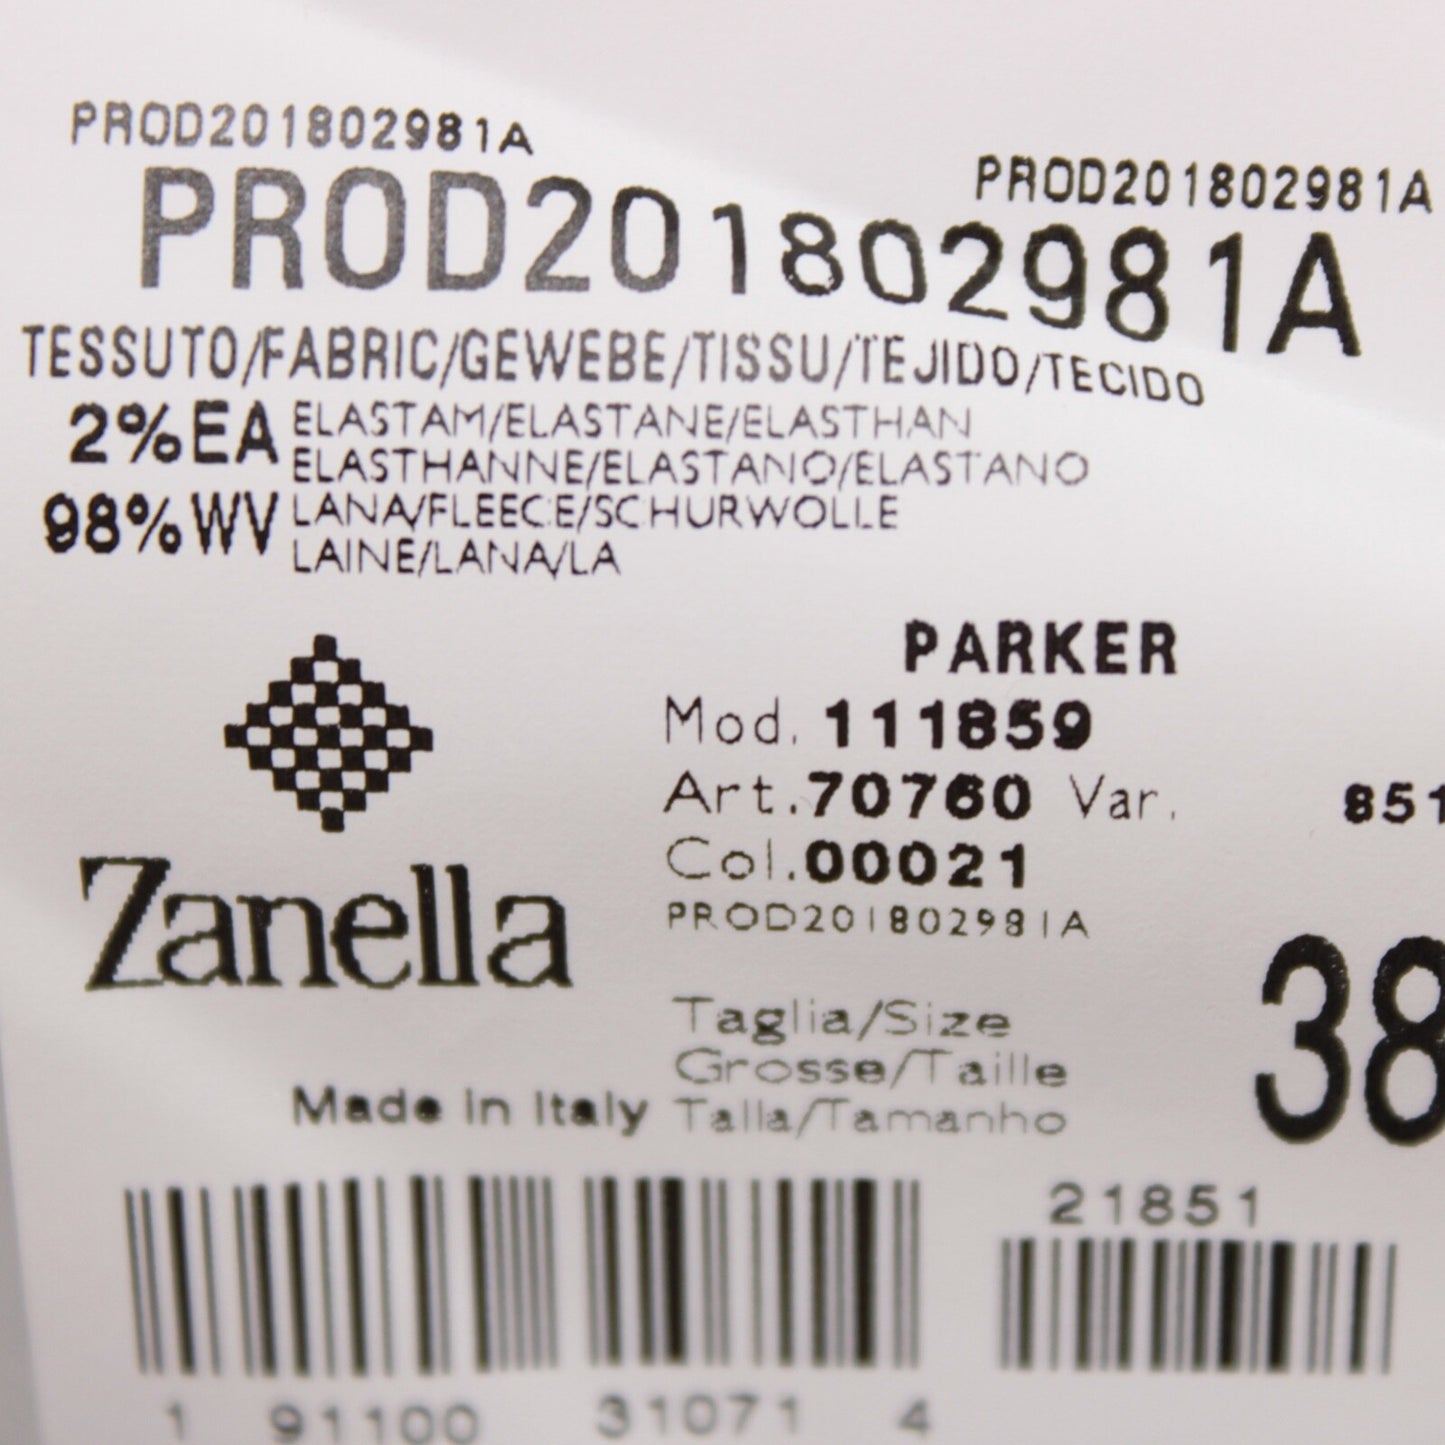 PROD201802981A
PROD201802981A
PROD201802981A
TESSUTO/FABRIC/GEWEBE/TISSU/TEJIDO/TECIDO
2%EA ELASTAM/ELASTANE/ELASTHAN
ELASTHANNE/ELASTANO/ELASTANO
98%WV LANA/FLEECE/SCHURWOLLE
LAINE/LANA/LA
PARKER
Mod. 111859
Art.70760 Var. 851
Col.00021
PROD201802981A
Zanella
Taglia/Size
Grosse/Taille
Talla/Tamanho
38
Made In Italy
21851
1 91100 31071 4